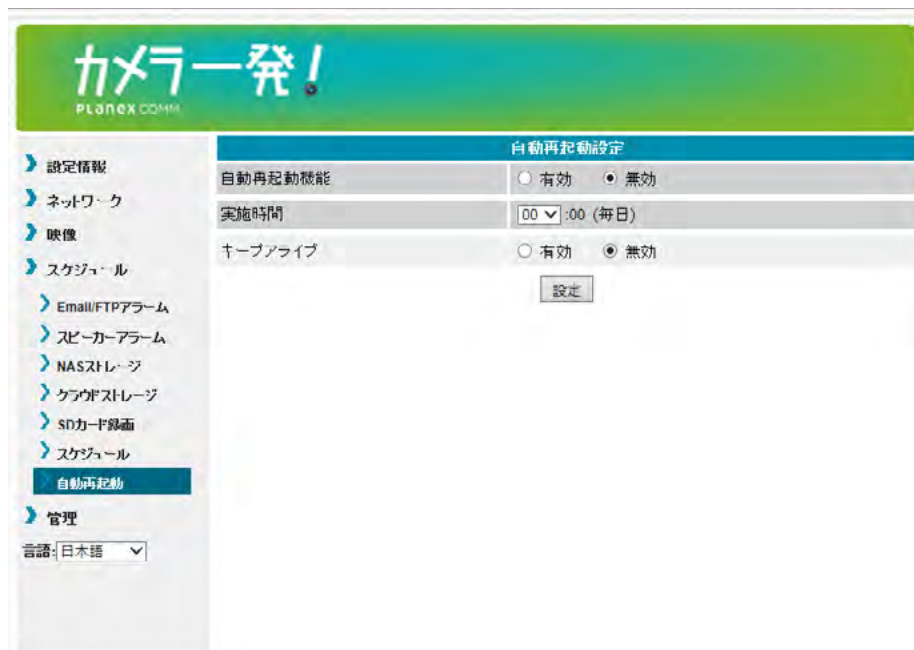 カメラ一発!
PLANEX COMM
設定情報
ネットワーク
映像
スケジュール
Email/FTPアラーム
スピーカーアラーム
NASストレージ
クラウドストレージ
SDカード録画
スケジュール
自動再起動
管理
言語:日本語
自動再起動設定
自動再起動機能 有効 無効
実施時間 00 :00 (毎日)
キープアライブ 有効 無効
設定